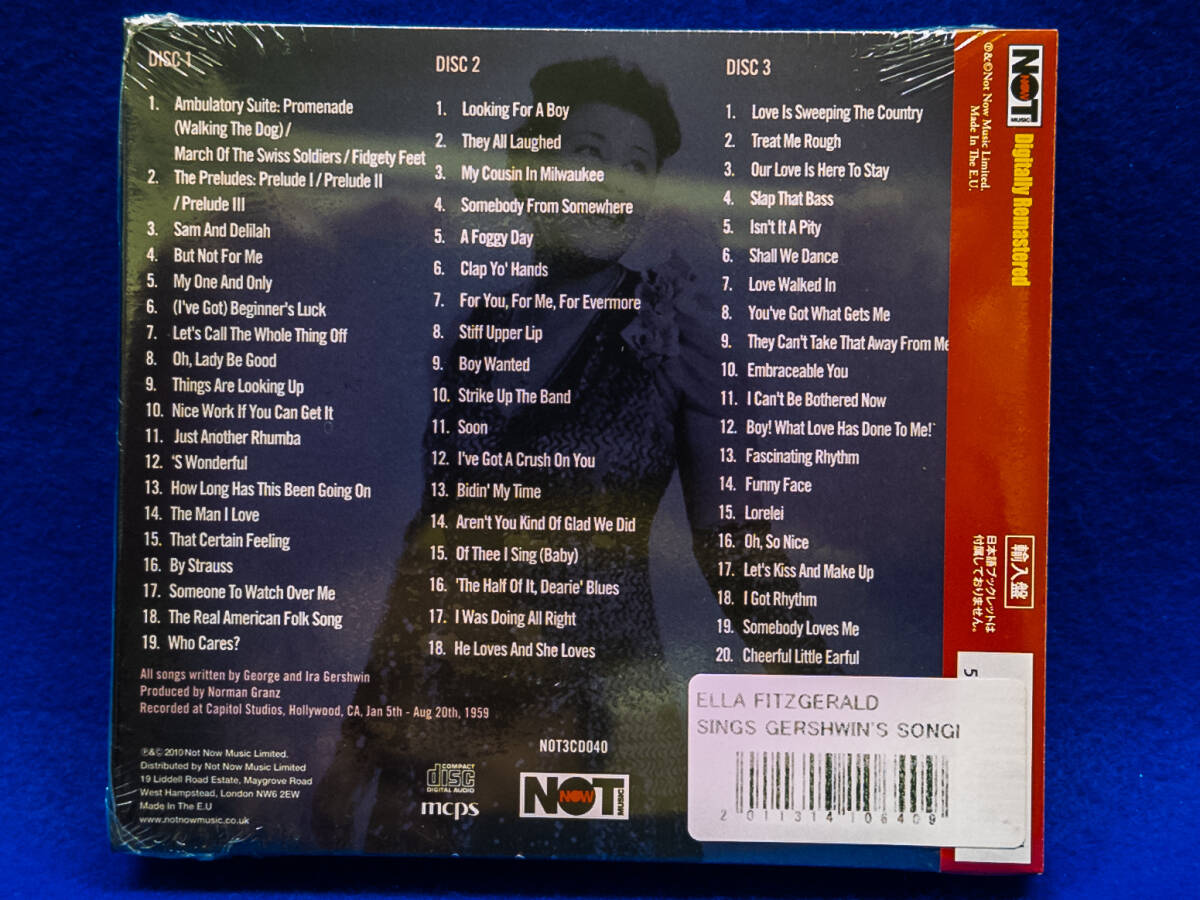 DISC 1
1. Ambulatory Suite: Promenade
(Walking The Dog) /
March Of The Swiss Soldiers / Fidgety Feet
2. The Preludes: Prelude I / Prelude II
/ Prelude III
3. Sam And Delilah
4. But Not For Me
5. My One And Only
6. (I've Got) Beginner's Luck
7. Let's Call The Whole Thing Off
8. Oh, Lady Be Good
9. Things Are Looking Up
10. Nice Work If You Can Get It
11. Just Another Rhumba
12. 'S Wonderful
13. How Long Has This Been Going On
14. The Man I Love
15. That Certain Feeling
16. By Strauss
17. Someone To Watch Over Me
18. The Real American Folk Song
19. Who Cares?
DISC 2
1. Looking For A Boy
2. They All Laughed
3. My Cousin In Milwaukee
4. Somebody From Somewhere
5. A Foggy Day
6. Clap Yo' Hands
7. For You, For Me, For Evermore
8. Stiff Upper Lip
9. Boy Wanted
10. Strike Up The Band
11. Soon
12. I've Got A Crush On You
13. Bidin' My Time
14. Aren't You Kind Of Glad We Did
15. Of Thee I Sing (Baby)
16. 'The Half Of It, Dearie' Blues
17. I Was Doing All Right
18. He Loves And She Loves
DISC 3
1. Love Is Sweeping The Country
2. Treat Me Rough
3. Our Love Is Here To Stay
4. Slap That Bass
5. Isn't It A Pity
6. Shall We Dance
7. Love Walked In
8. You've Got What Gets Me
9. They Can't Take That Away From Me
10. Embraceable You
11. I Can't Be Bothered Now
12. Boy! What Love Has Done To Me!
13. Fascinating Rhythm
14. Funny Face
15. Lorelei
16. Oh, So Nice
17. Let's Kiss And Make Up
18. I Got Rhythm
19. Somebody Loves Me
20. Cheerful Little Earful
All songs written by George and Ira Gershwin
Produced by Norman Granz
Recorded at Capitol Studios, Hollywood, CA, Jan 5th - Aug 20th, 1959
℗&© 2010 Not Now Music Limited.
Distributed by Not Now Music Limited
19 Liddell Road Estate, Maygrove Road
West Hampstead, London NW6 2EW
Made In The E.U
www.notnowmusic.co.uk
COMPACT
disc
DIGITAL AUDIO
mcps
NOT3CD040
NOT NOW MUSIC
ELLA FITZGERALD
SINGS GERSHWIN'S SONG
2 011314 106409
NOT NOW MUSIC
Digitally Remastered
℗&©Not Now Music Limited.
Made In The E.U.
輸入盤
日本語ブックレットは
付属しておりません。
5